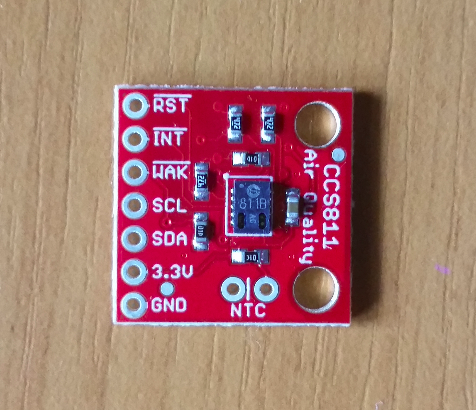 RST
INT
WAK
SCL
SDA
3.3V
GND
NTC
CCS811
Air Quality
811B